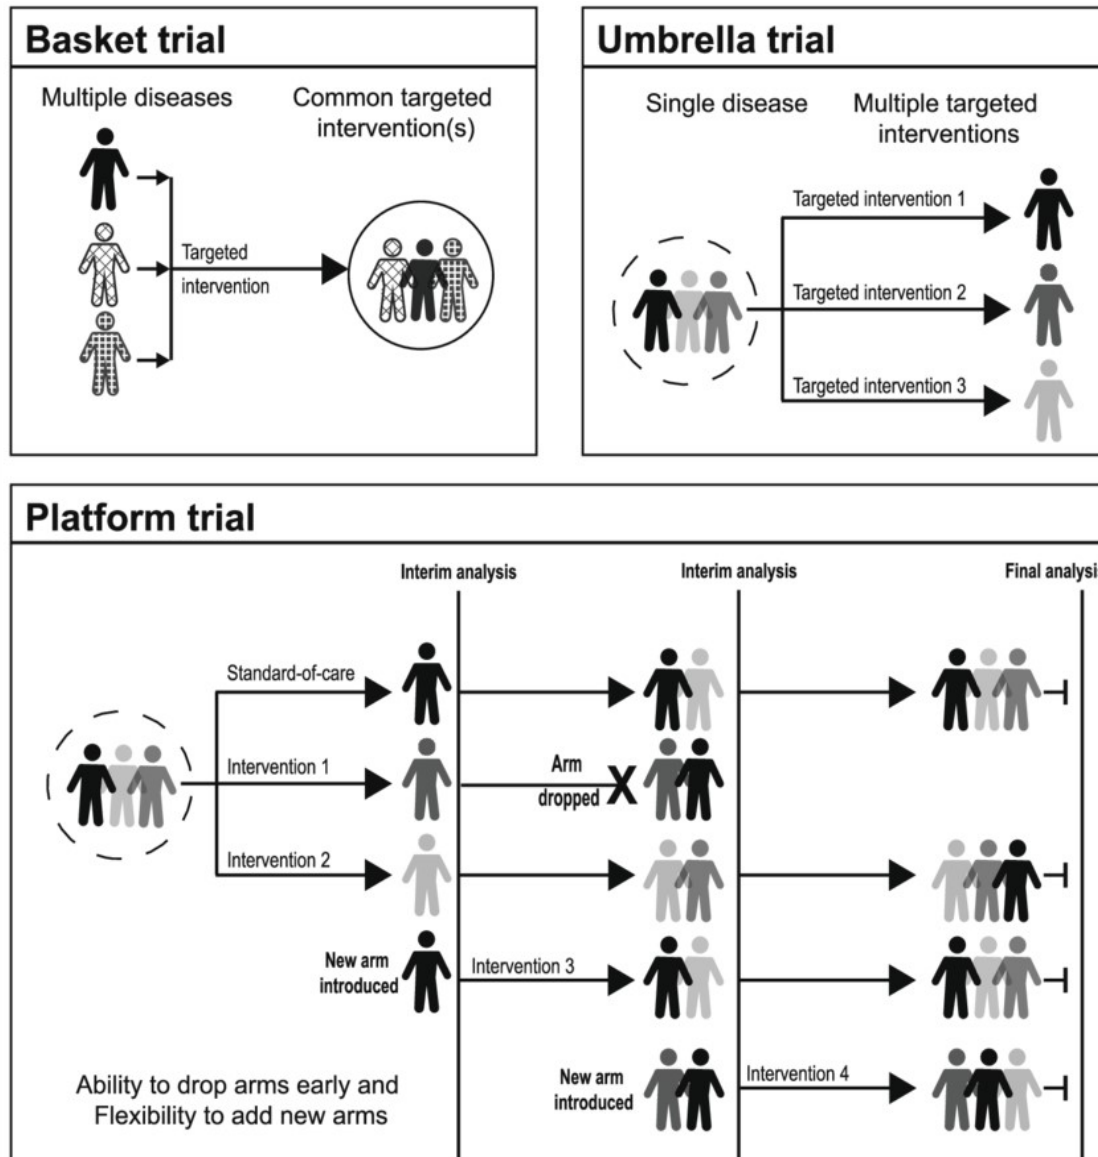 Basket trial
Multiple diseases
Common targeted
intervention(s)
Targeted
intervention
Umbrella trial
Single disease
Multiple targeted
interventions
Targeted intervention 1
Targeted intervention 2
Targeted intervention 3
Platform trial
Interim analysis
Interim analysis
Final analysis
Standard-of-care
Intervention 1
Arm
dropped
X
Intervention 2
New arm
introduced
Intervention 3
New arm
introduced
Intervention 4
Ability to drop arms early and
Flexibility to add new arms